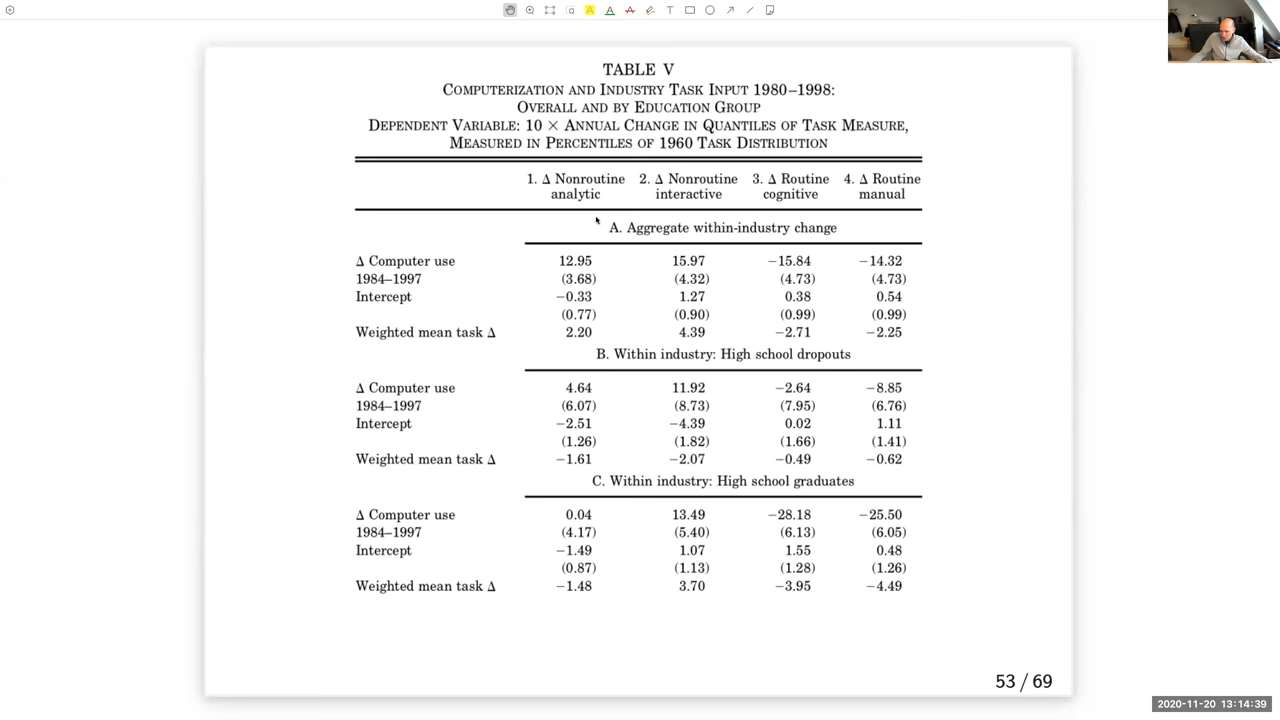 TABLE V
COMPUTERIZATION AND INDUSTRY TASK INPUT 1980–1998:
OVERALL AND BY EDUCATION GROUP
DEPENDENT VARIABLE: 10 × ANNUAL CHANGE IN QUANTILES OF TASK MEASURE,
MEASURED IN PERCENTILES OF 1960 TASK DISTRIBUTION
1. Δ Nonroutine analytic 2. Δ Nonroutine interactive 3. Δ Routine cognitive 4. Δ Routine manual
A. Aggregate within-industry change
Δ Computer use 12.95 15.97 −15.84 −14.32
1984–1997 (3.68) (4.32) (4.73) (4.73)
Intercept −0.33 1.27 0.38 0.54
(0.77) (0.90) (0.99) (0.99)
Weighted mean task Δ 2.20 4.39 −2.71 −2.25
B. Within industry: High school dropouts
Δ Computer use 4.64 11.92 −2.64 −8.85
1984–1997 (6.07) (8.73) (7.95) (6.76)
Intercept −2.51 −4.39 0.02 1.11
(1.26) (1.82) (1.66) (1.41)
Weighted mean task Δ −1.61 −2.07 −0.49 −0.62
C. Within industry: High school graduates
Δ Computer use 0.04 13.49 −28.18 −25.50
1984–1997 (4.17) (5.40) (6.13) (6.05)
Intercept −1.49 1.07 1.55 0.48
(0.87) (1.13) (1.28) (1.26)
Weighted mean task Δ −1.48 3.70 −3.95 −4.49
53 / 69
2020-11-20 13:14:39